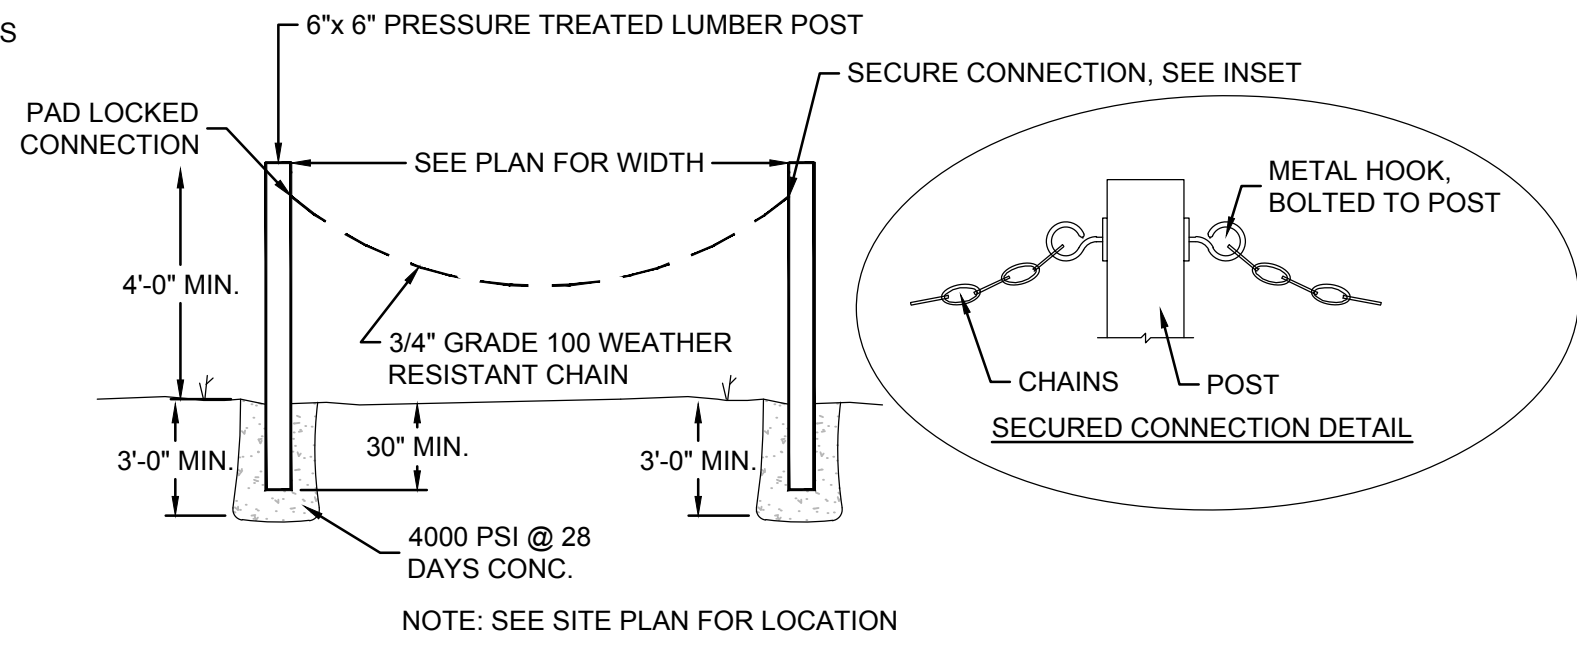 S
6"x 6" PRESSURE TREATED LUMBER POST
SECURE CONNECTION, SEE INSET
PAD LOCKED
CONNECTION
SEE PLAN FOR WIDTH
METAL HOOK,
BOLTED TO POST
4'-0" MIN.
3/4" GRADE 100 WEATHER
RESISTANT CHAIN
CHAINS
POST
SECURED CONNECTION DETAIL
3'-0" MIN.
30" MIN.
3'-0" MIN.
4000 PSI @ 28
DAYS CONC.
NOTE: SEE SITE PLAN FOR LOCATION